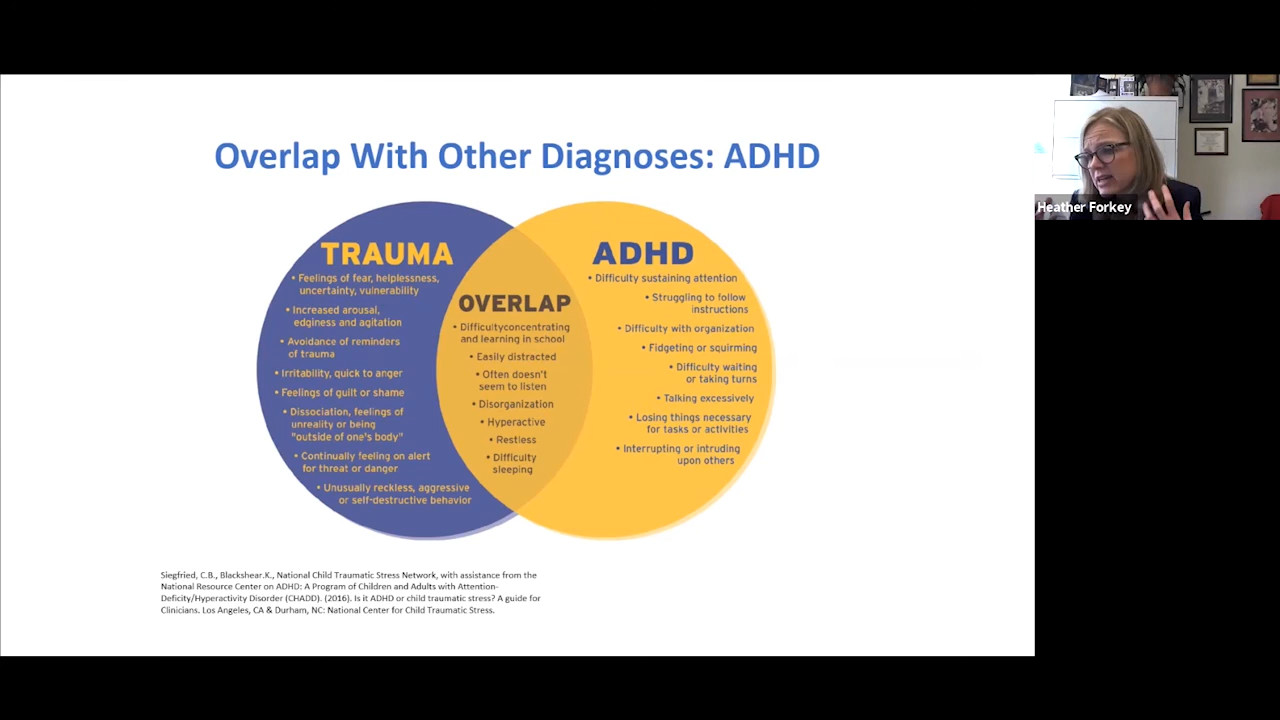 Overlap With Other Diagnoses: ADHD
TRAUMA
• Feelings of fear, helplessness,
uncertainty, vulnerability
• Increased arousal,
edginess and agitation
• Avoidance of reminders
of trauma
• Irritability, quick to anger
• Feelings of guilt or shame
• Dissociation, feelings of
unreality or being
"outside of one's body"
• Continually feeling on alert
for threat or danger
• Unusually reckless, aggressive
or self-destructive behavior
OVERLAP
• Difficultyconcentrating
and learning in school
• Easily distracted
• Often doesn't
seem to listen
• Disorganization
• Hyperactive
• Restless
• Difficulty
sleeping
ADHD
• Difficulty sustaining attention
• Struggling to follow
instructions
• Difficulty with organization
• Fidgeting or squirming
• Difficulty waiting
or taking turns
• Talking excessively
• Losing things necessary
for tasks or activities
• Interrupting or intruding
upon others
Siegfried, C.B., Blackshear.K., National Child Traumatic Stress Network, with assistance from the
National Resource Center on ADHD: A Program of Children and Adults with Attention-
Deficity/Hyperactivity Disorder (CHADD). (2016). Is it ADHD or child traumatic stress? A guide for
Clinicians. Los Angeles, CA & Durham, NC: National Center for Child Traumatic Stress.
Heather Forkey